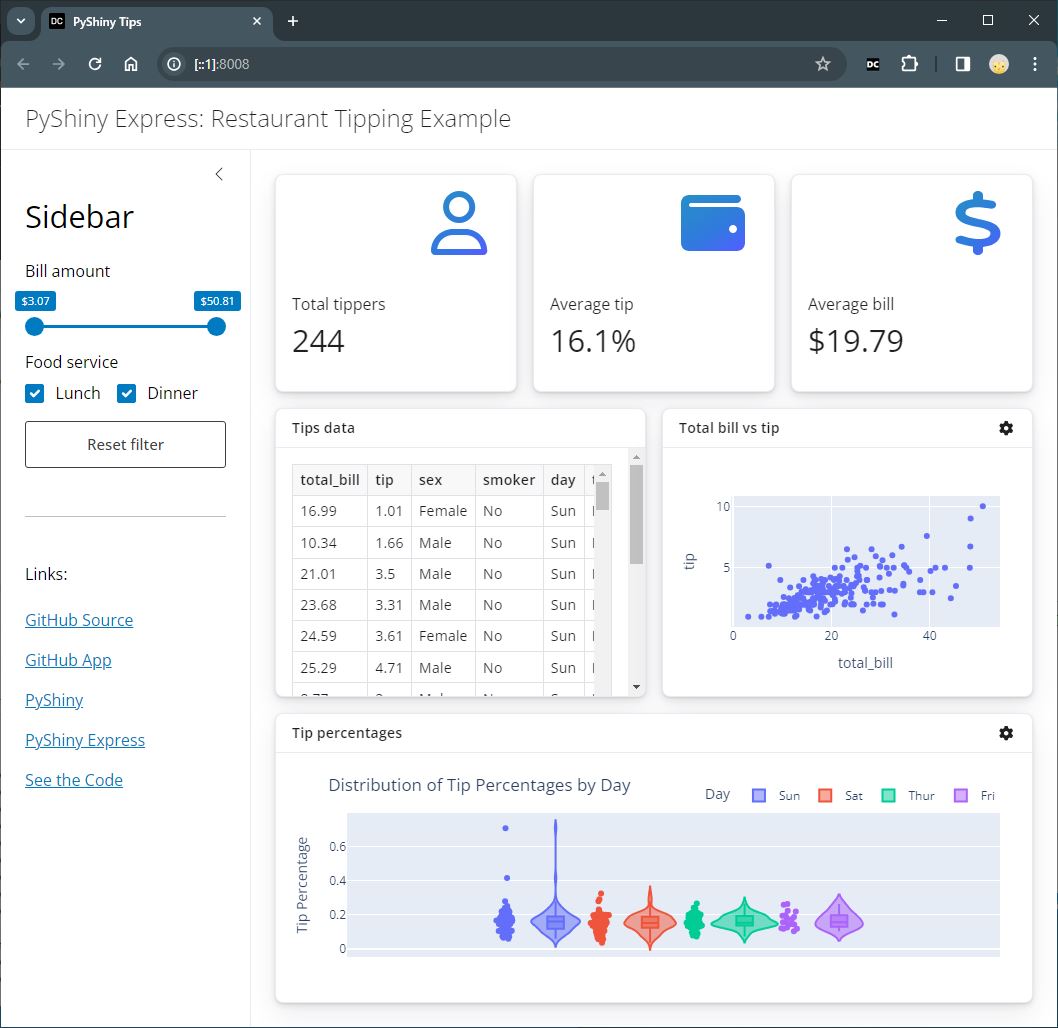 DC PyShiny Tips
[::1]:8008
DC
PyShiny Express: Restaurant Tipping Example
Sidebar
Bill amount
$3.07 $50.81
Food service
Lunch Dinner
Reset filter
Links:
GitHub Source
GitHub App
PyShiny
PyShiny Express
See the Code
Total tippers
244
Average tip
16.1%
Average bill
$19.79
Tips data
total_bill tip sex smoker day
16.99 1.01 Female No Sun
10.34 1.66 Male No Sun
21.01 3.5 Male No Sun
23.68 3.31 Male No Sun
24.59 3.61 Female No Sun
25.29 4.71 Male No Sun
Total bill vs tip
10
5
tip
0 20 40
total_bill
Tip percentages
Distribution of Tip Percentages by Day
Day Sun Sat Thur Fri
0.6
0.4
0.2
0
Tip Percentage